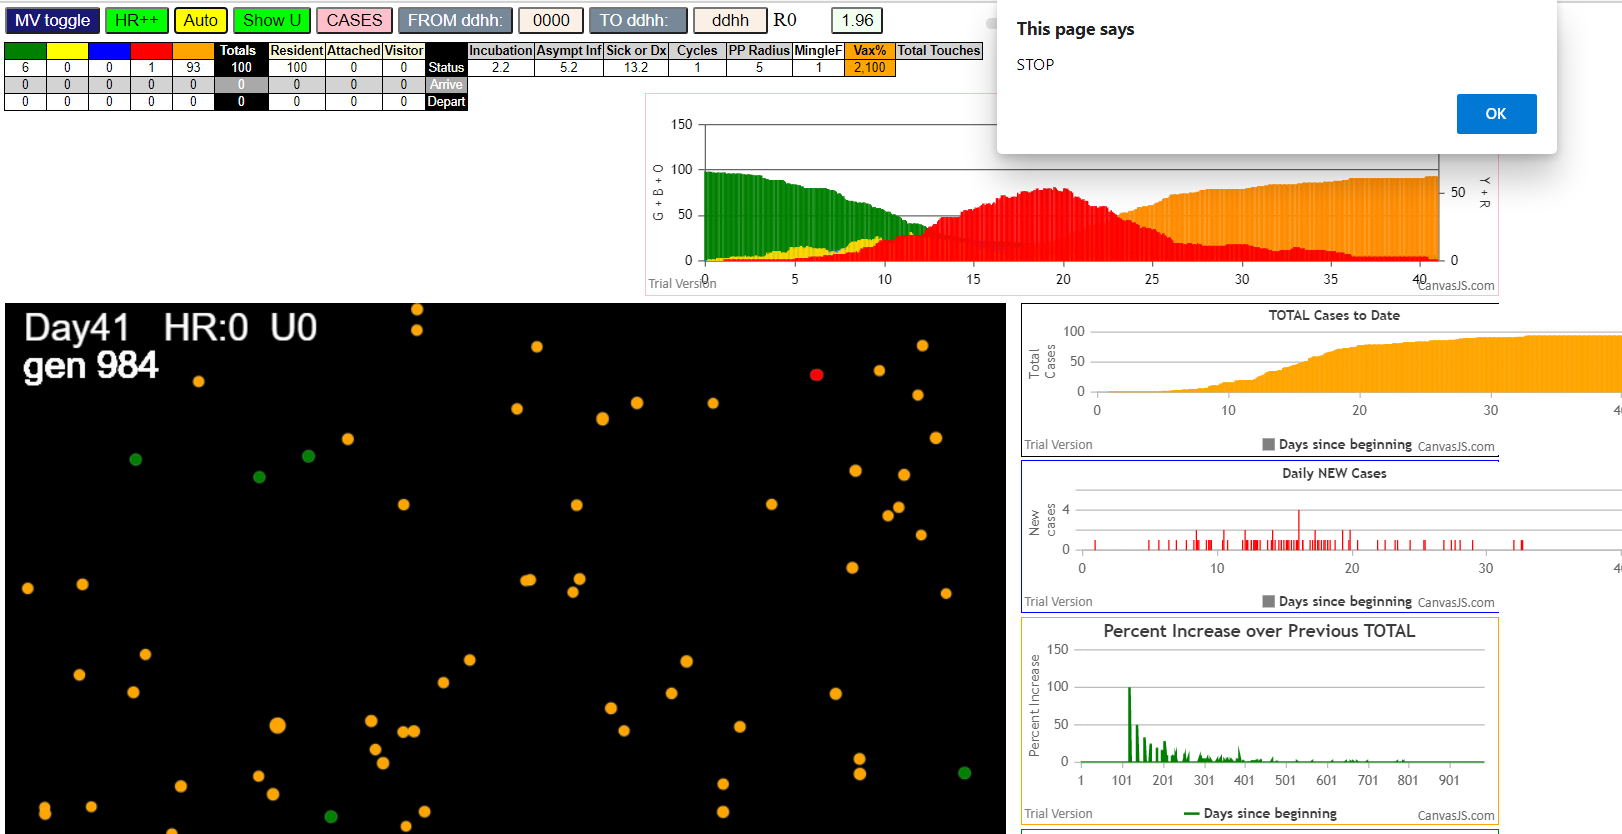 MV toggle HR++ Auto Show U CASES FROM ddhh: 0000 TO ddhh: ddhh R0 1.96
This page says
STOP
OK
Totals Resident Attached Visitor Incubation Asympt Inf Sick or Dx Cycles PP Radius MingleF Vax% Total Touches
6 0 0 1 93 100 100 0 0 Status 2.2 5.2 13.2 1 5 1 2,100
0 0 0 0 0 0 0 0 0 Arrive
0 0 0 0 0 0 0 0 0 Depart
150
100
50
0
G + B + O
50
0
Y + R
0 5 10 15 20 25 30 35 40
Trial Version
CanvasJS.com
Day41 HR:0 U0
gen 984
TOTAL Cases to Date
100
50
0
Total
Cases
0 10 20 30 4
Days since beginning
Trial Version
CanvasJS.com
Daily NEW Cases
4
0
New
cases
0 10 20 30 4
Days since beginning
Trial Version
CanvasJS.com
Percent Increase over Previous TOTAL
150
100
50
0
Percent Increase
1 101 201 301 401 501 601 701 801 901
Days since beginning
Trial Version
CanvasJS.com